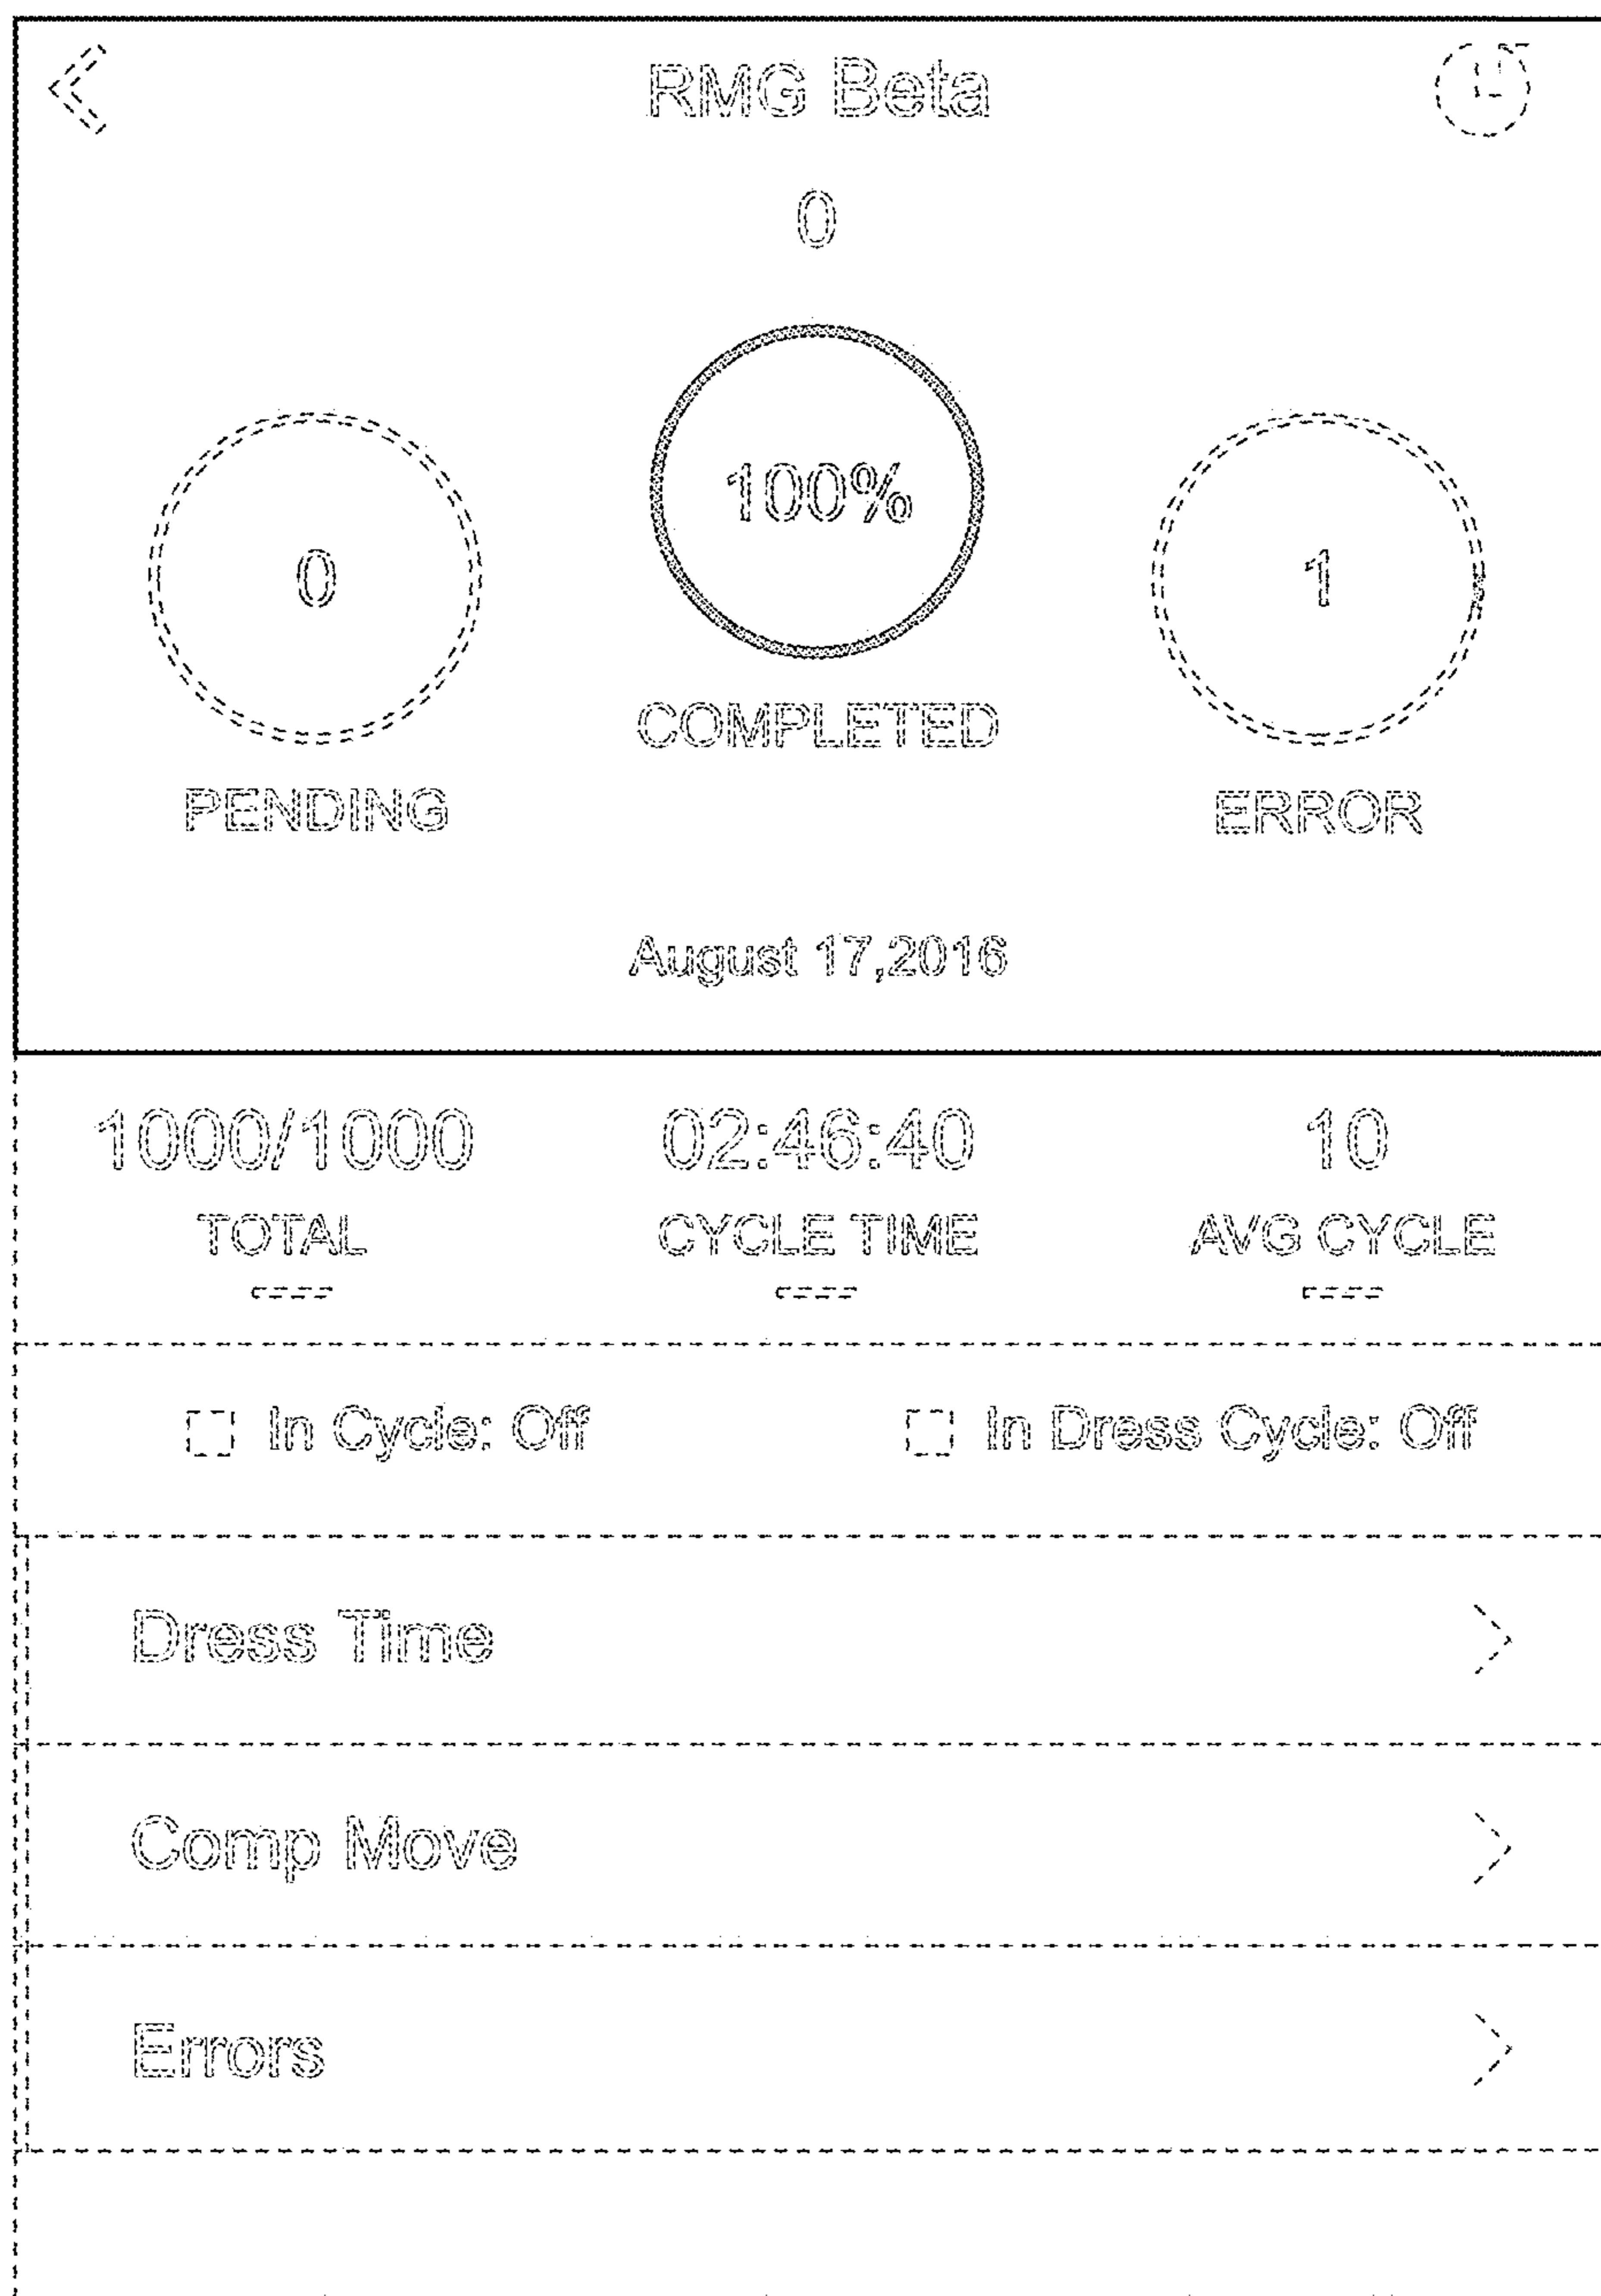 RMG Beta
0
100%
0
1
COMPLETED
PENDING
ERROR
August 17,2016
1000/1000
02:46:40
10
TOTAL
CYCLE TIME
AVG CYCLE
In Cycle: Off
In Dress Cycle: Off
Dress Time
Comp Move
Errors